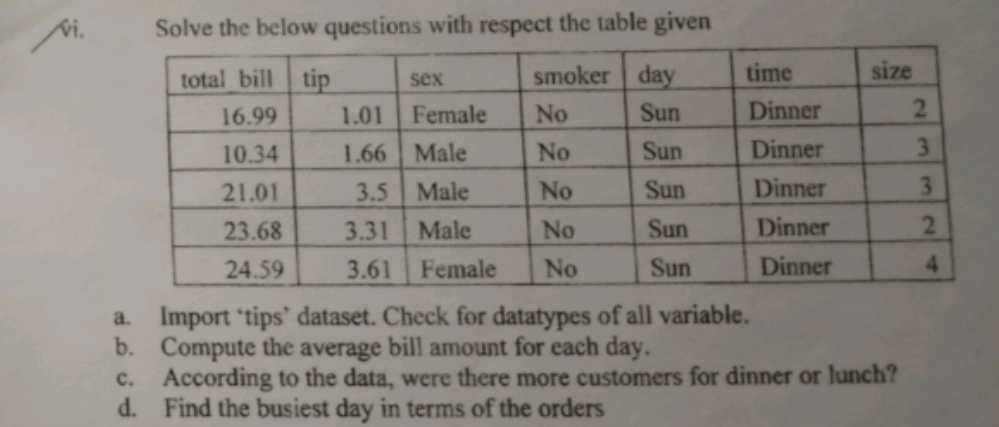 vi. Solve the below questions with respect the table given
total_bill tip sex smoker day time size
16.99 1.01 Female No Sun Dinner 2
10.34 1.66 Male No Sun Dinner 3
21.01 3.5 Male No Sun Dinner 3
23.68 3.31 Male No Sun Dinner 2
24.59 3.61 Female No Sun Dinner 4
a. Import 'tips' dataset. Check for datatypes of all variable.
b. Compute the average bill amount for each day.
c. According to the data, were there more customers for dinner or lunch?
d. Find the busiest day in terms of the orders